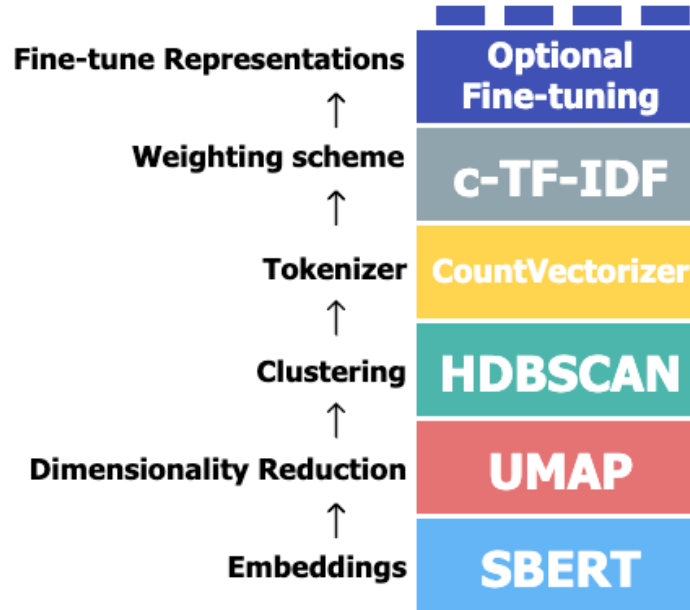 Fine-tune Representations
Optional
Fine-tuning
Weighting scheme
c-TF-IDF
Tokenizer
CountVectorizer
Clustering
HDBSCAN
Dimensionality Reduction
UMAP
Embeddings
SBERT